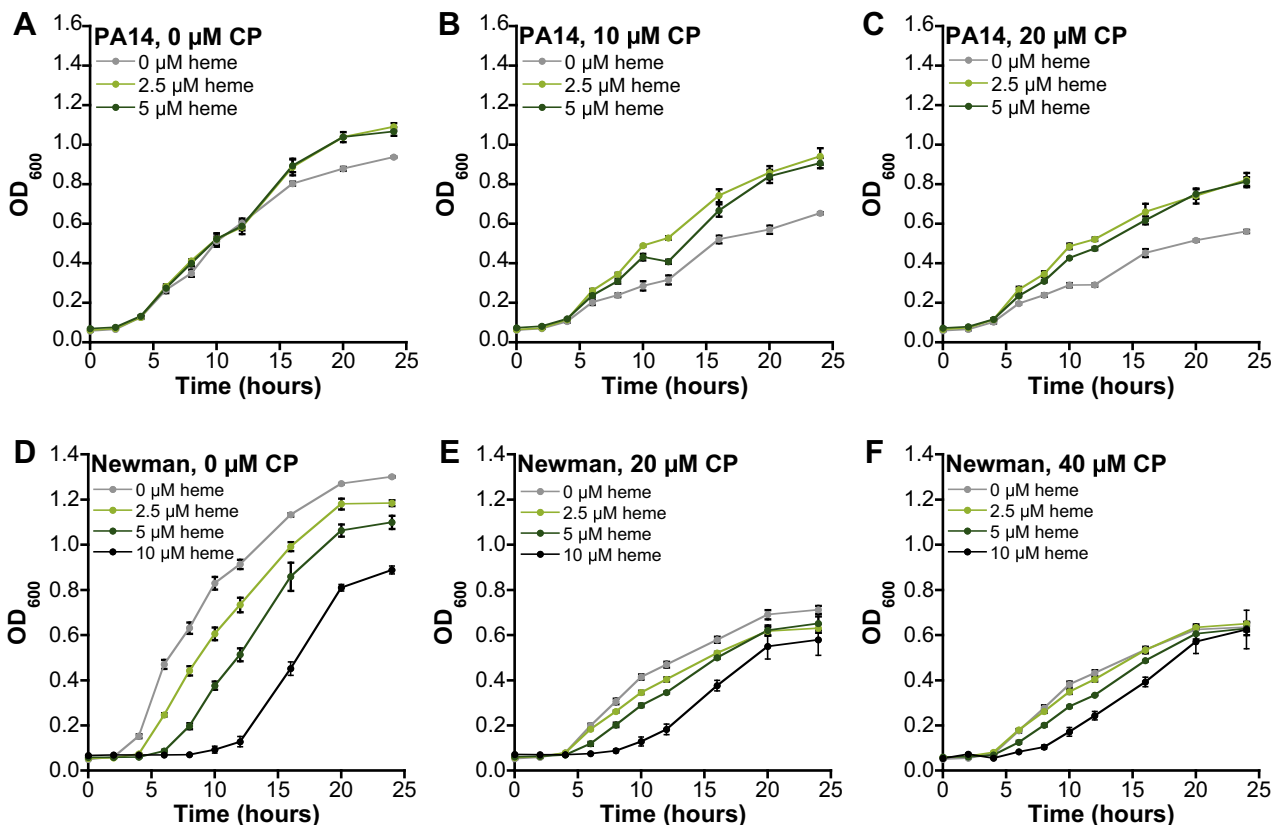 A
PA14, 0 µM CP
0 µM heme
2.5 µM heme
5 µM heme
OD600
1.6
1.4
1.2
1.0
0.8
0.6
0.4
0.2
0.0
0 5 10 15 20 25
Time (hours)
B
PA14, 10 µM CP
0 µM heme
2.5 µM heme
5 µM heme
OD600
1.6
1.4
1.2
1.0
0.8
0.6
0.4
0.2
0.0
0 5 10 15 20 25
Time (hours)
C
PA14, 20 µM CP
0 µM heme
2.5 µM heme
5 µM heme
OD600
1.6
1.4
1.2
1.0
0.8
0.6
0.4
0.2
0.0
0 5 10 15 20 25
Time (hours)
D
Newman, 0 µM CP
0 µM heme
2.5 µM heme
5 µM heme
10 µM heme
OD600
1.4
1.2
1.0
0.8
0.6
0.4
0.2
0.0
0 5 10 15 20 25
Time (hours)
E
Newman, 20 µM CP
0 µM heme
2.5 µM heme
5 µM heme
10 µM heme
OD600
1.4
1.2
1.0
0.8
0.6
0.4
0.2
0.0
0 5 10 15 20 25
Time (hours)
F
Newman, 40 µM CP
0 µM heme
2.5 µM heme
5 µM heme
10 µM heme
OD600
1.4
1.2
1.0
0.8
0.6
0.4
0.2
0.0
0 5 10 15 20 25
Time (hours)